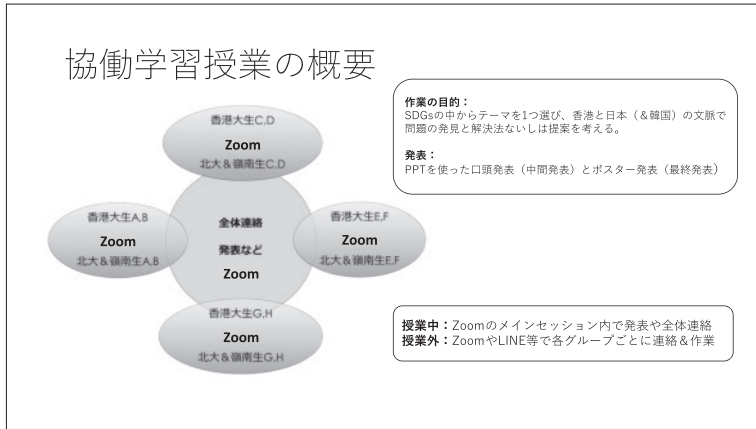 協働学習授業の概要
香港大生C,D
Zoom
北大&嶺南生C,D
香港大生A,B
Zoom
北大&嶺南生A,B
全体連絡
発表など
Zoom
香港大生E,F
Zoom
北大&嶺南生E,F
香港大生G,H
Zoom
北大&嶺南生G,H
作業の目的：
SDGsの中からテーマを1つ選び、香港と日本（&韓国）の文脈で
問題の発見と解決法ないしは提案を考える。
発表：
PPTを使った口頭発表（中間発表）とポスター発表（最終発表）
授業中：Zoomのメインセッション内で発表や全体連絡
授業外：ZoomやLINE等で各グループごとに連絡&作業